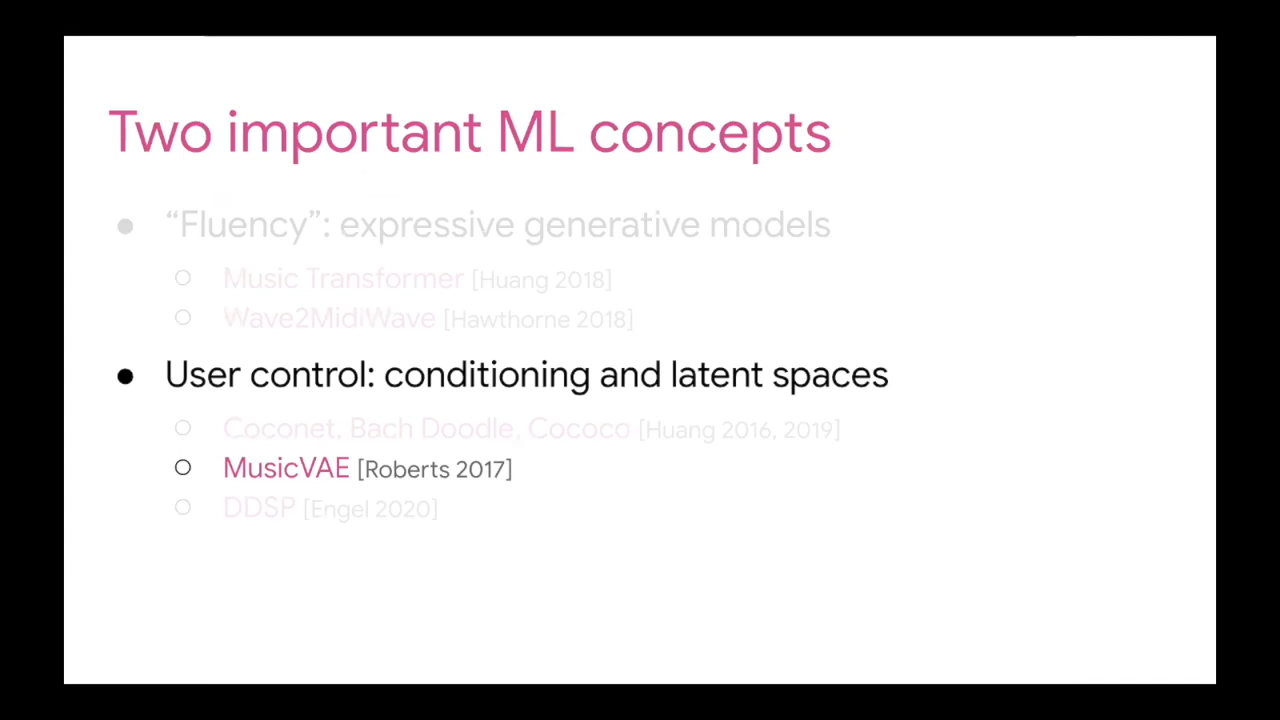 Two important ML concepts
● “Fluency”: expressive generative models
○ Music Transformer [Huang 2018]
○ Wave2MidiWave [Hawthorne 2018]
● User control: conditioning and latent spaces
○ Coconet, Bach Doodle, Cococo [Huang 2016, 2019]
○ MusicVAE [Roberts 2017]
○ DDSP [Engel 2020]